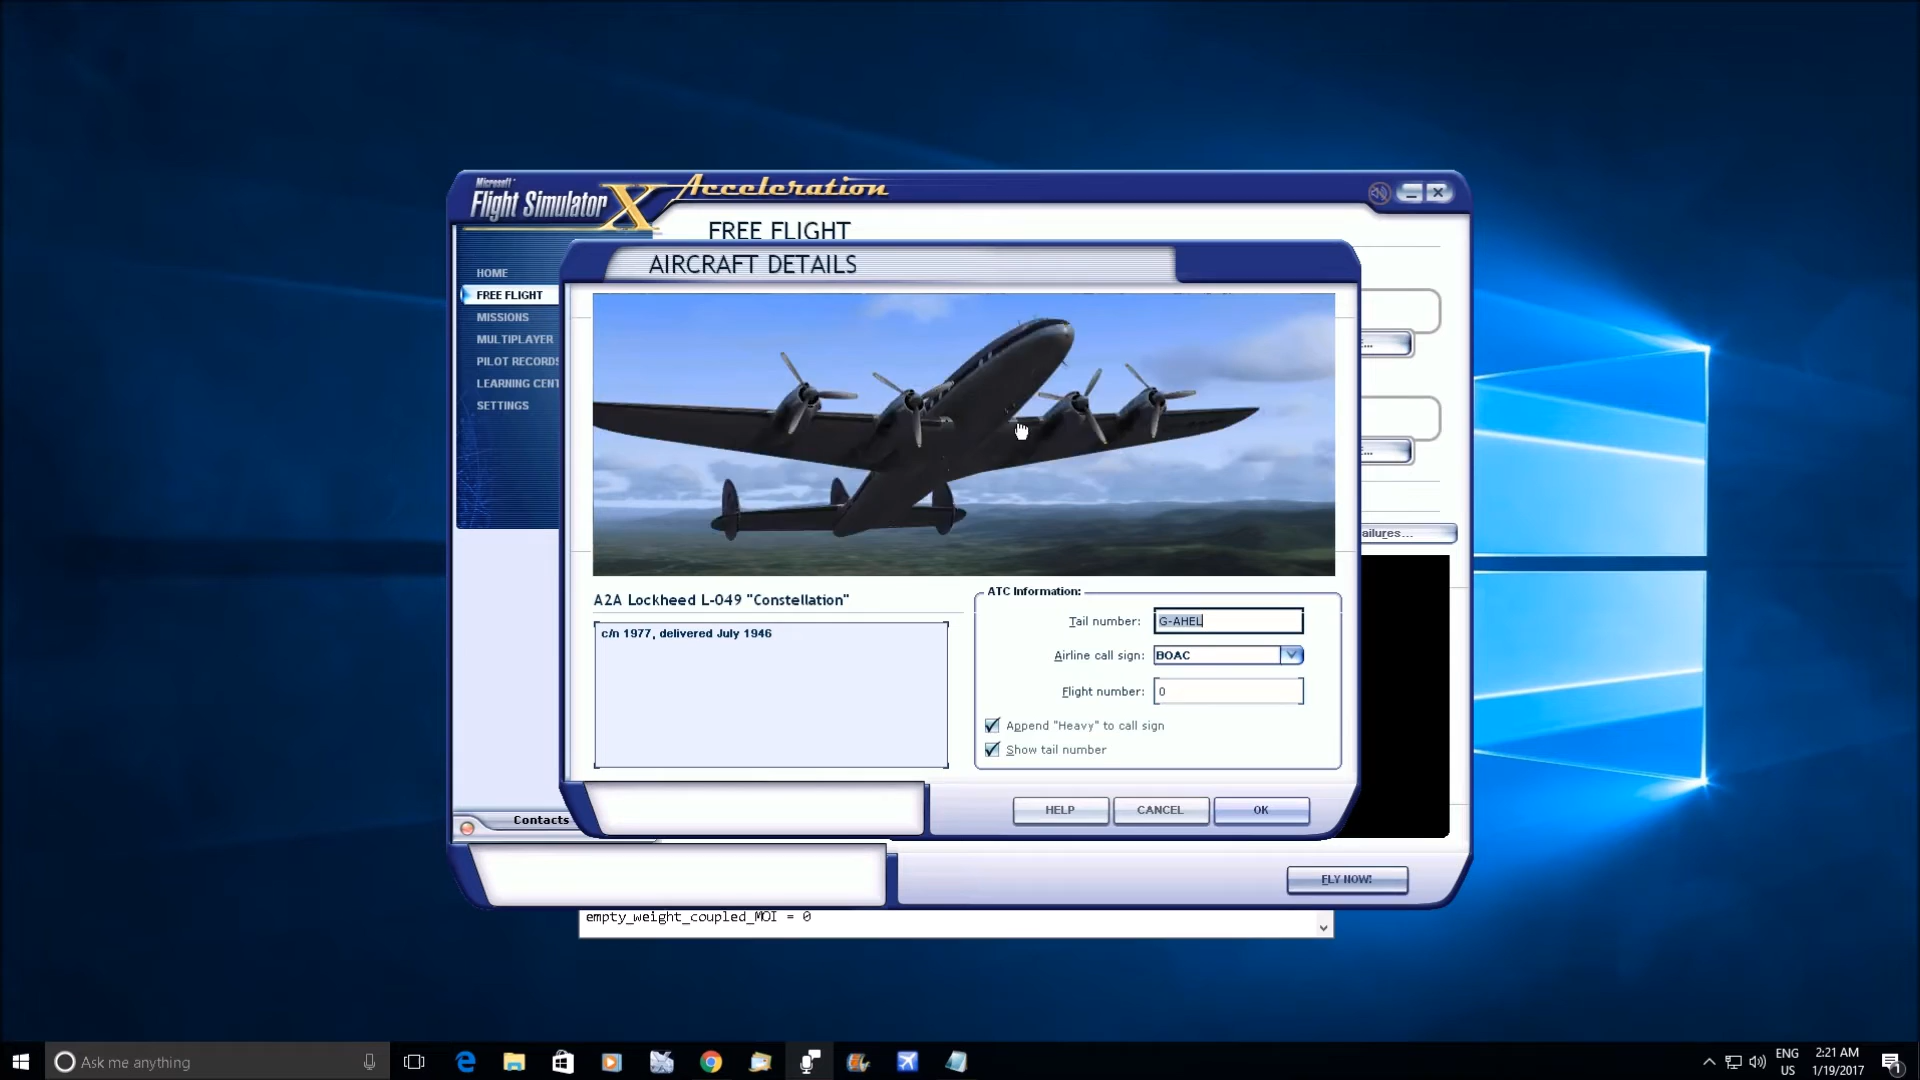 Microsoft
Flight Simulator X Acceleration
FREE FLIGHT
AIRCRAFT DETAILS
HOME
FREE FLIGHT
MISSIONS
MULTIPLAYER
PILOT RECORDS
LEARNING CENT
SETTINGS
E...
E...
ailures...
A2A Lockheed L-049 "Constellation"
c/n 1977, delivered July 1946
ATC Information:
Tail number: G-AHEL
Airline call sign: BOAC
Flight number: 0
Append "Heavy" to call sign
Show tail number
HELP CANCEL OK
Contacts
FLY NOW!
empty_weight_coupled_MOI = 0
Ask me anything
ENG
US
2:21 AM
1/19/2017
1